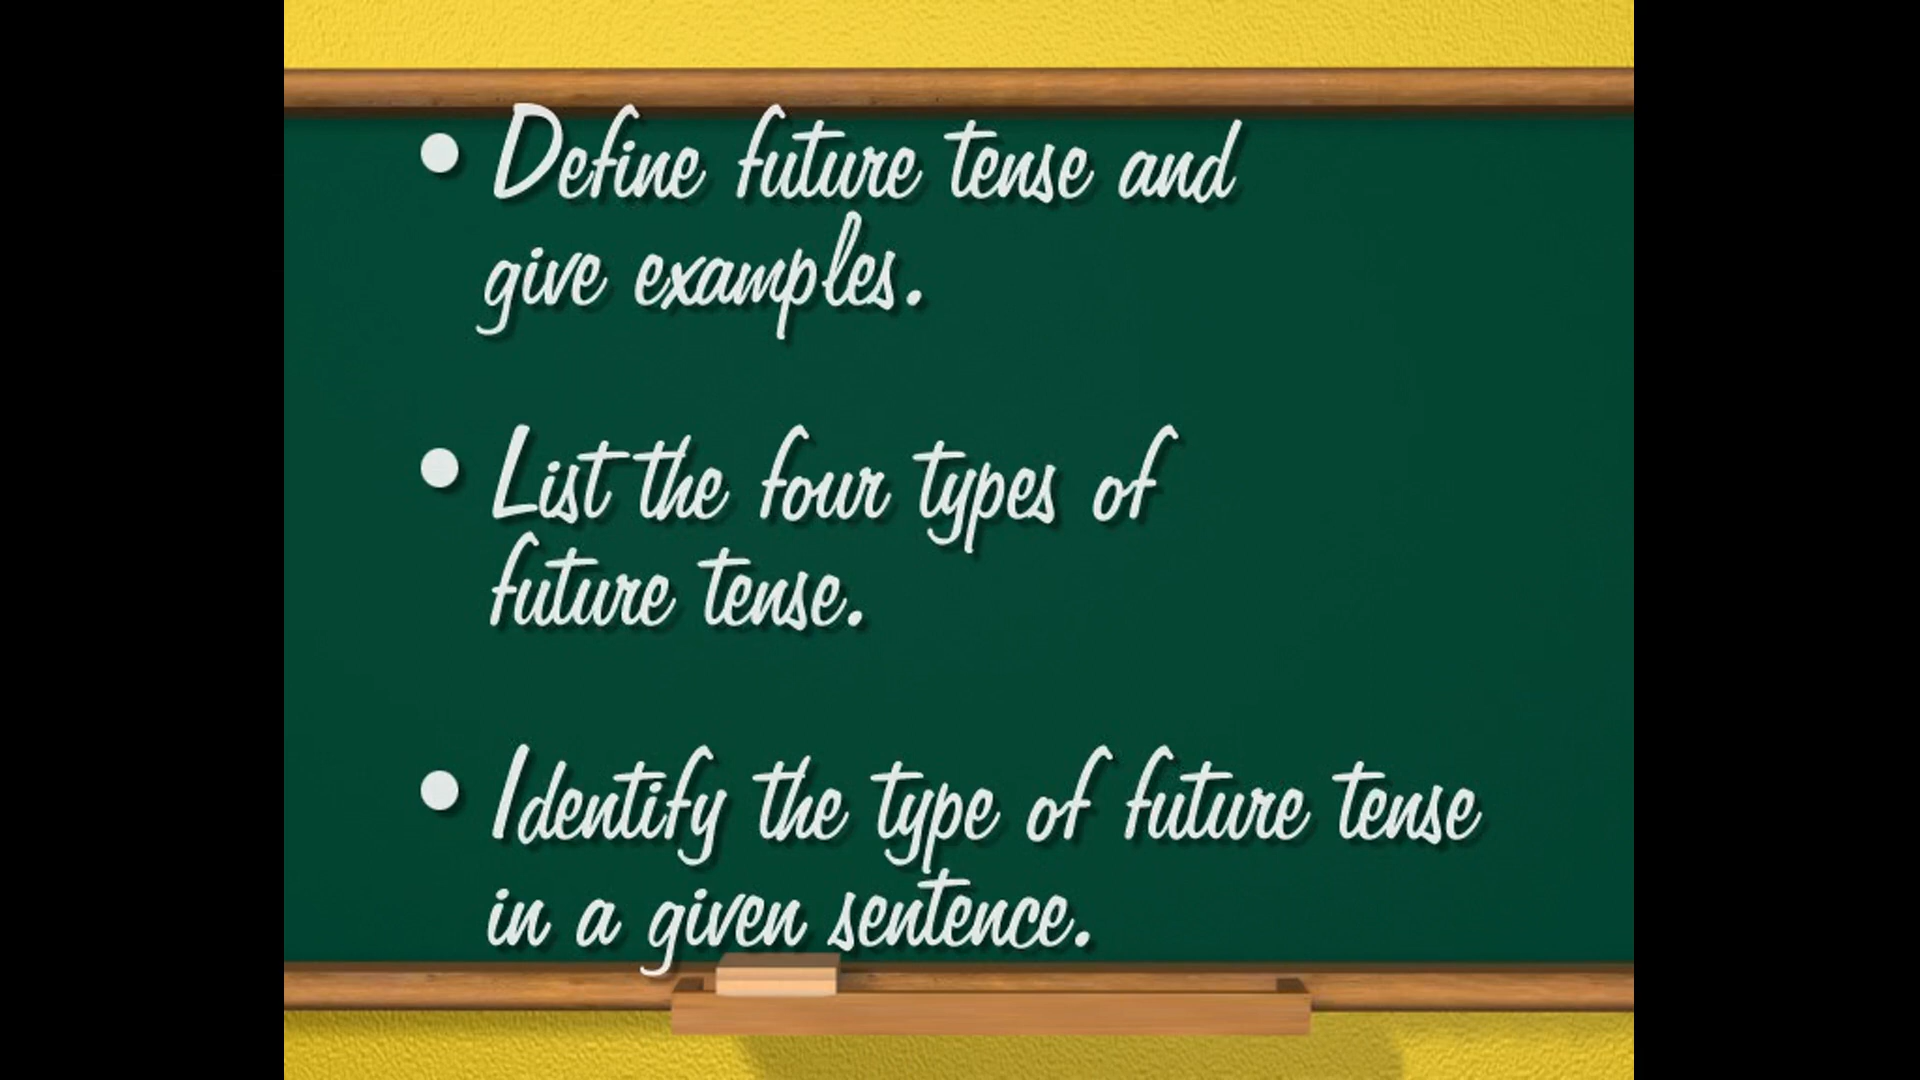 • Define future tense and
give examples.
• List the four types of
future tense.
• Identify the type of future tense
in a given sentence.